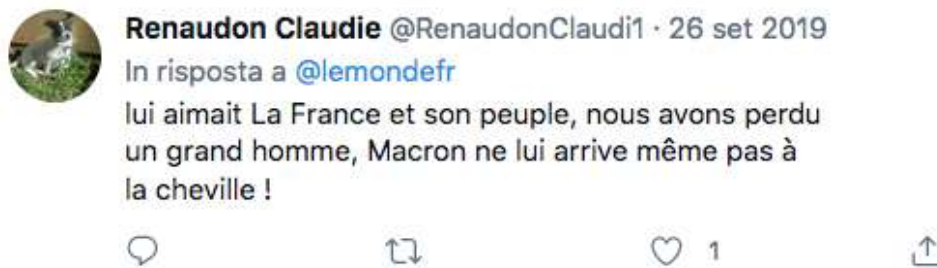 Renaudon Claudie @RenaudonClaudi1 · 26 set 2019
In risposta a @lemondefr
lui aimait La France et son peuple, nous avons perdu
un grand homme, Macron ne lui arrive même pas à
la cheville !
1